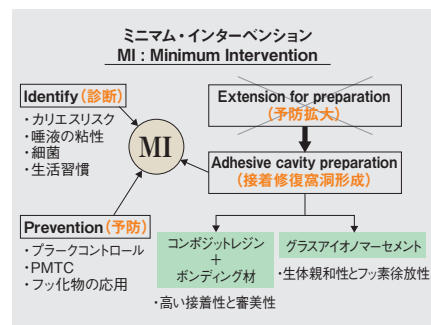 ミニマム・インターベンション
MI : Minimum Intervention
Identify(診断)
・カリエスリスク
・唾液の粘性
・細菌
・生活習慣
MI
Extension for preparation
(予防拡大)
Adhesive cavity preparation
(接着修復窩洞形成)
Prevention(予防)
・プラークコントロール
・PMTC
・フッ化物の応用
コンポジットレジン
+
ボンディング材
・高い接着性と審美性
グラスアイオノマーセメント
・生体親和性とフッ素徐放性